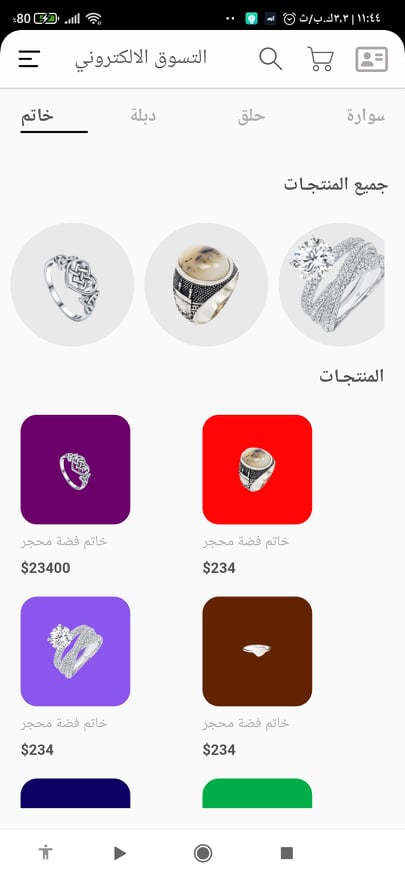 %80 ١١:٤٤ | ٣٫٣ك.ب/ث
التسوق الالكتروني
خاتم دبلة حلق سوارة
جميع المنتجات
المنتجات
خاتم فضة محجر خاتم فضة محجر
$23400 $234
خاتم فضة محجر خاتم فضة محجر
$234 $234